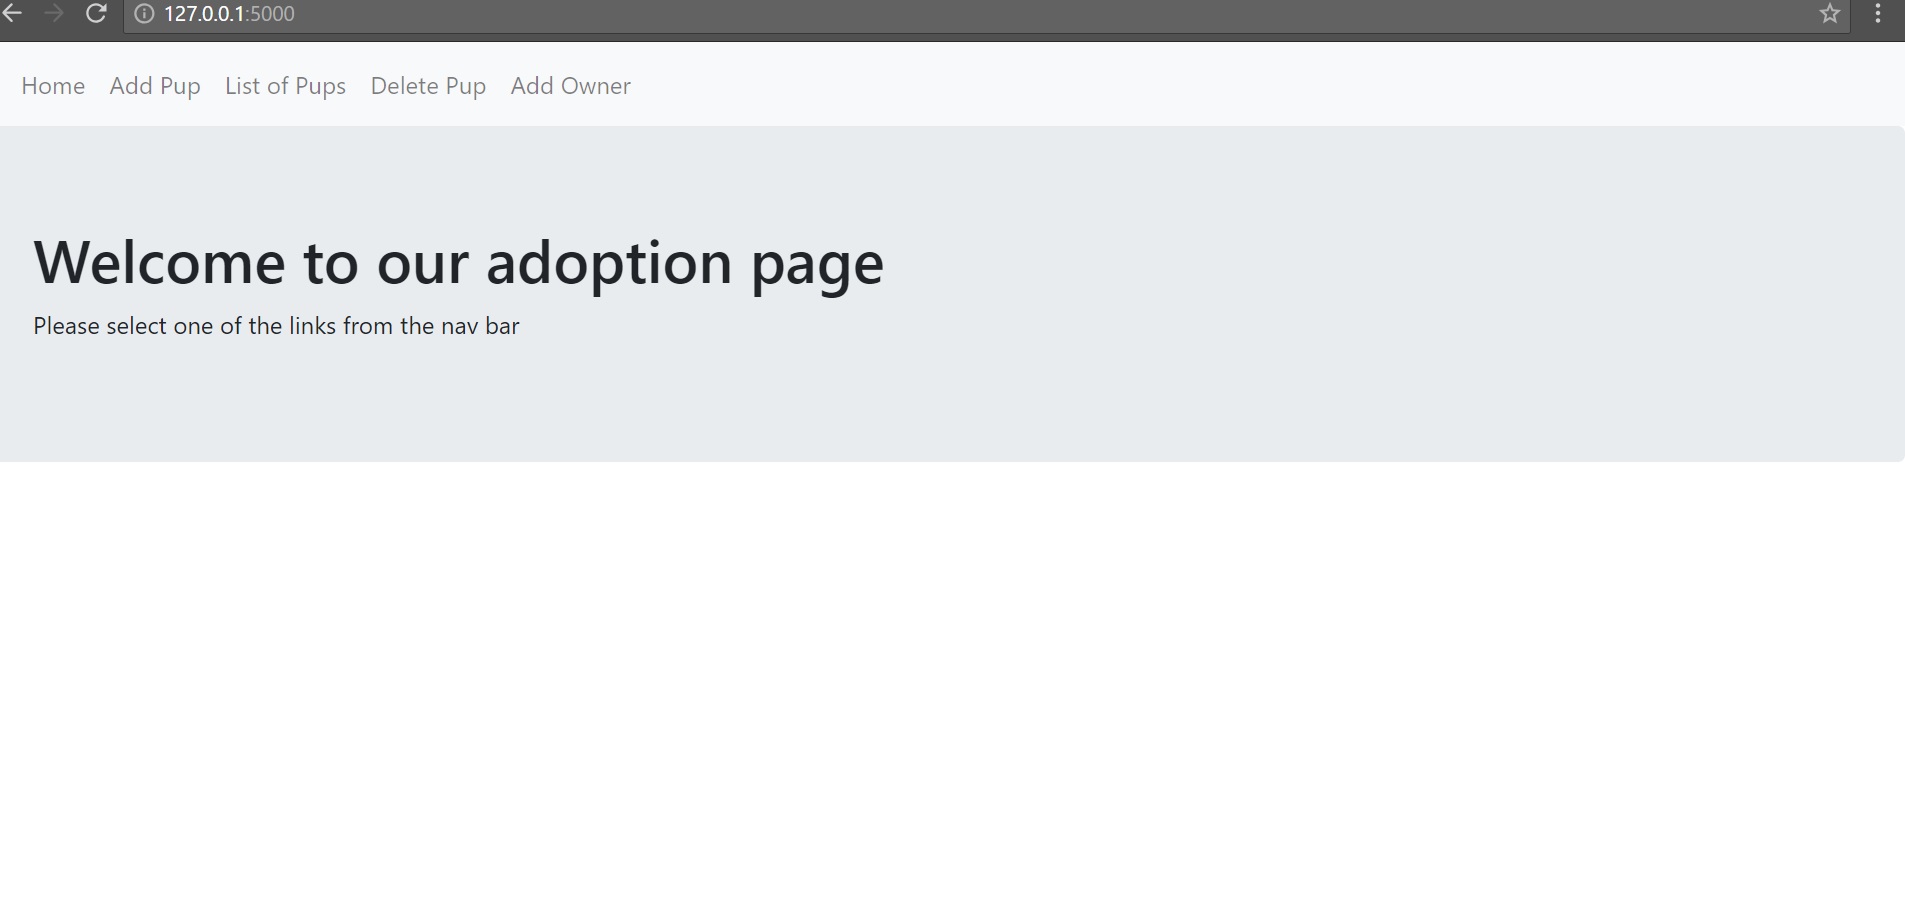 127.0.0.1:5000
Home Add Pup List of Pups Delete Pup Add Owner
Welcome to our adoption page
Please select one of the links from the nav bar